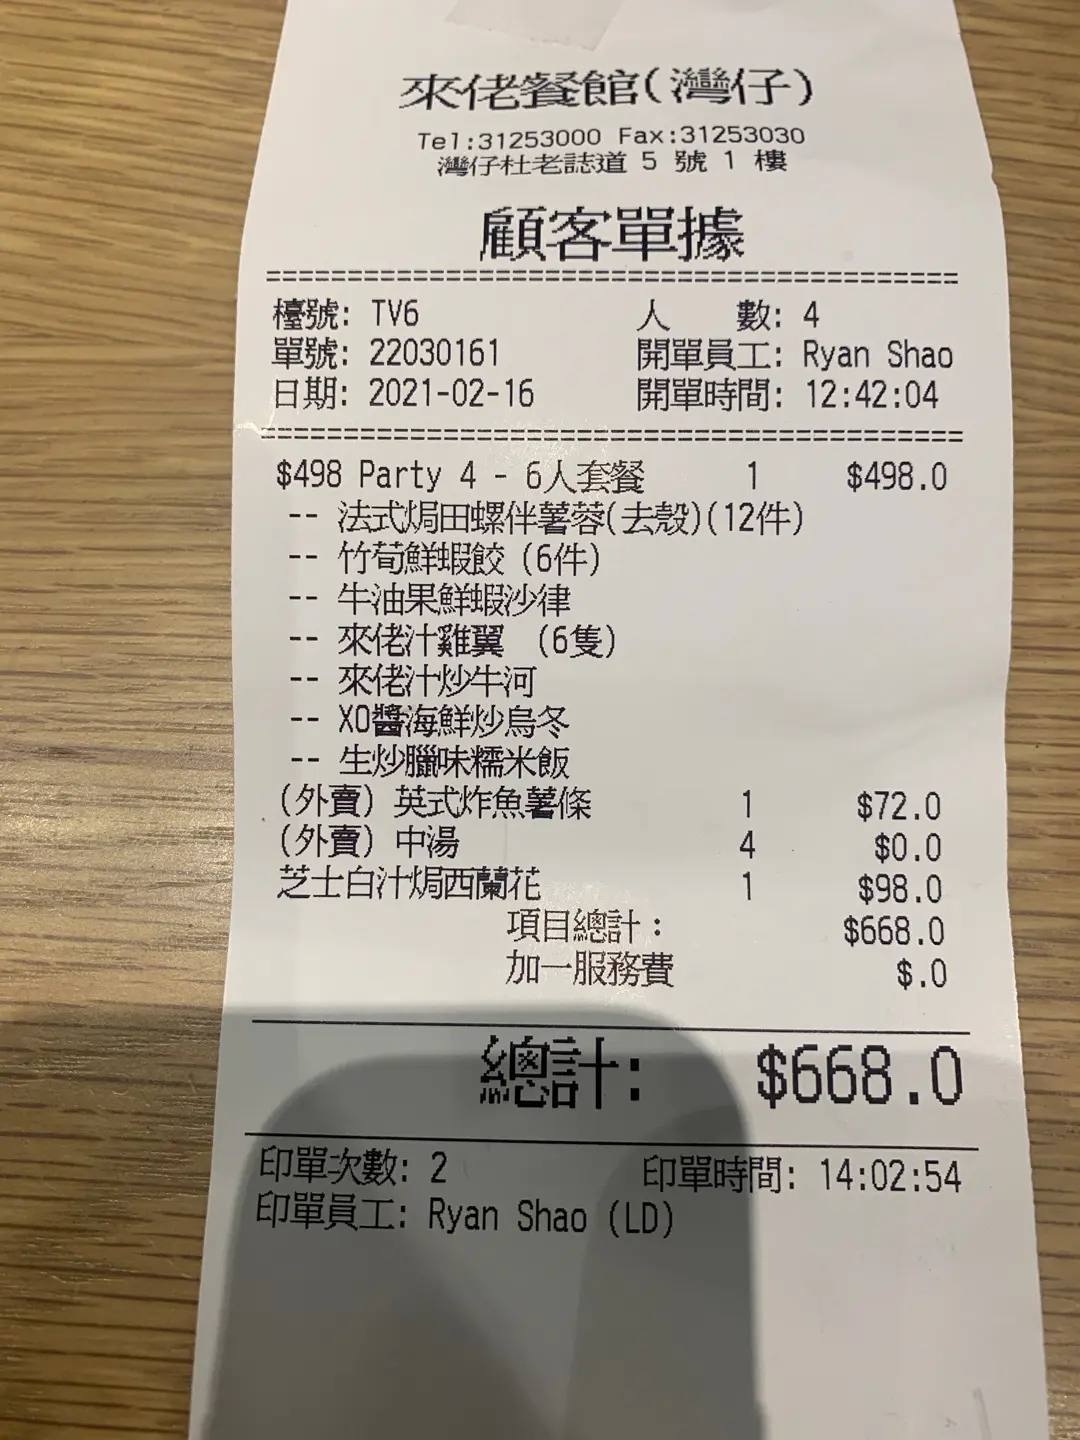 來佬餐館(灣仔)
Tel:31253000 Fax:31253030
灣仔杜老誌道 5 號 1 樓
顧客單據
檯號: TV6 人 數: 4
單號: 22030161 開單員工: Ryan Shao
日期: 2021-02-16 開單時間: 12:42:04
$498 Party 4 - 6人套餐 1 $498.0
-- 法式焗田螺伴薯蓉(去殼)(12件)
-- 竹荀鮮蝦餃 (6件)
-- 牛油果鮮蝦沙律
-- 來佬汁雞翼 (6隻)
-- 來佬汁炒牛河
-- XO醬海鮮炒烏冬
-- 生炒臘味糯米飯
(外賣) 英式炸魚薯條 1 $72.0
(外賣) 中湯 4 $0.0
芝士白汁焗西蘭花 1 $98.0
項目總計: $668.0
加一服務費 $.0
總計: $668.0
印單次數: 2 印單時間: 14:02:54
印單員工: Ryan Shao (LD)